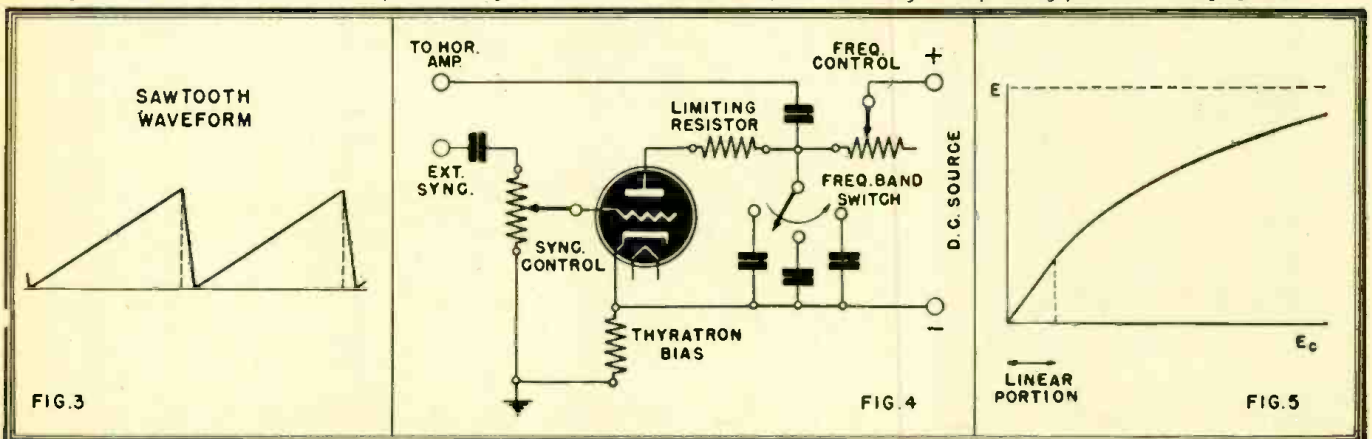 SAWTOOTH
WAVEFORM
FIG.3
TO HOR.
AMP.
EXT.
SYNC.
SYNC.
CONTROL
LIMITING
RESISTOR
FREQ.
CONTROL
+
FREQ. BAND
SWITCH
D.C. SOURCE
−
THYRATRON
BIAS
FIG.4
E
Ec
LINEAR
PORTION
FIG.5